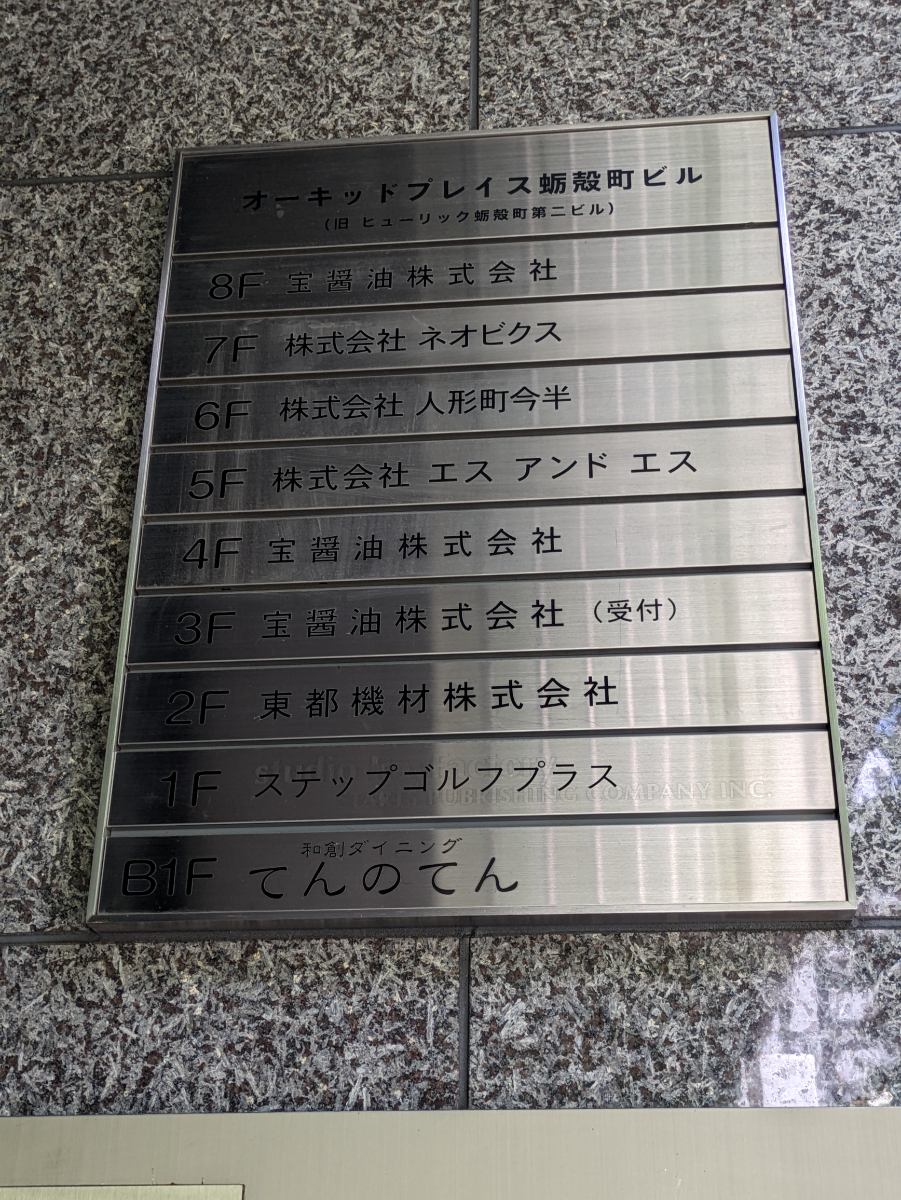 オーキッドプレイス蛎殻町ビル
（旧 ヒューリック蛎殻町第二ビル）
8F 宝醤油株式会社
7F 株式会社 ネオビクス
6F 株式会社 人形町今半
5F 株式会社 エス アンド エス
4F 宝醤油株式会社
3F 宝醤油株式会社（受付）
2F 東都機材株式会社
1F ステップゴルフプラス
studio
PUBLISHING COMPANY INC.
和創ダイニング
B1F てんのてん